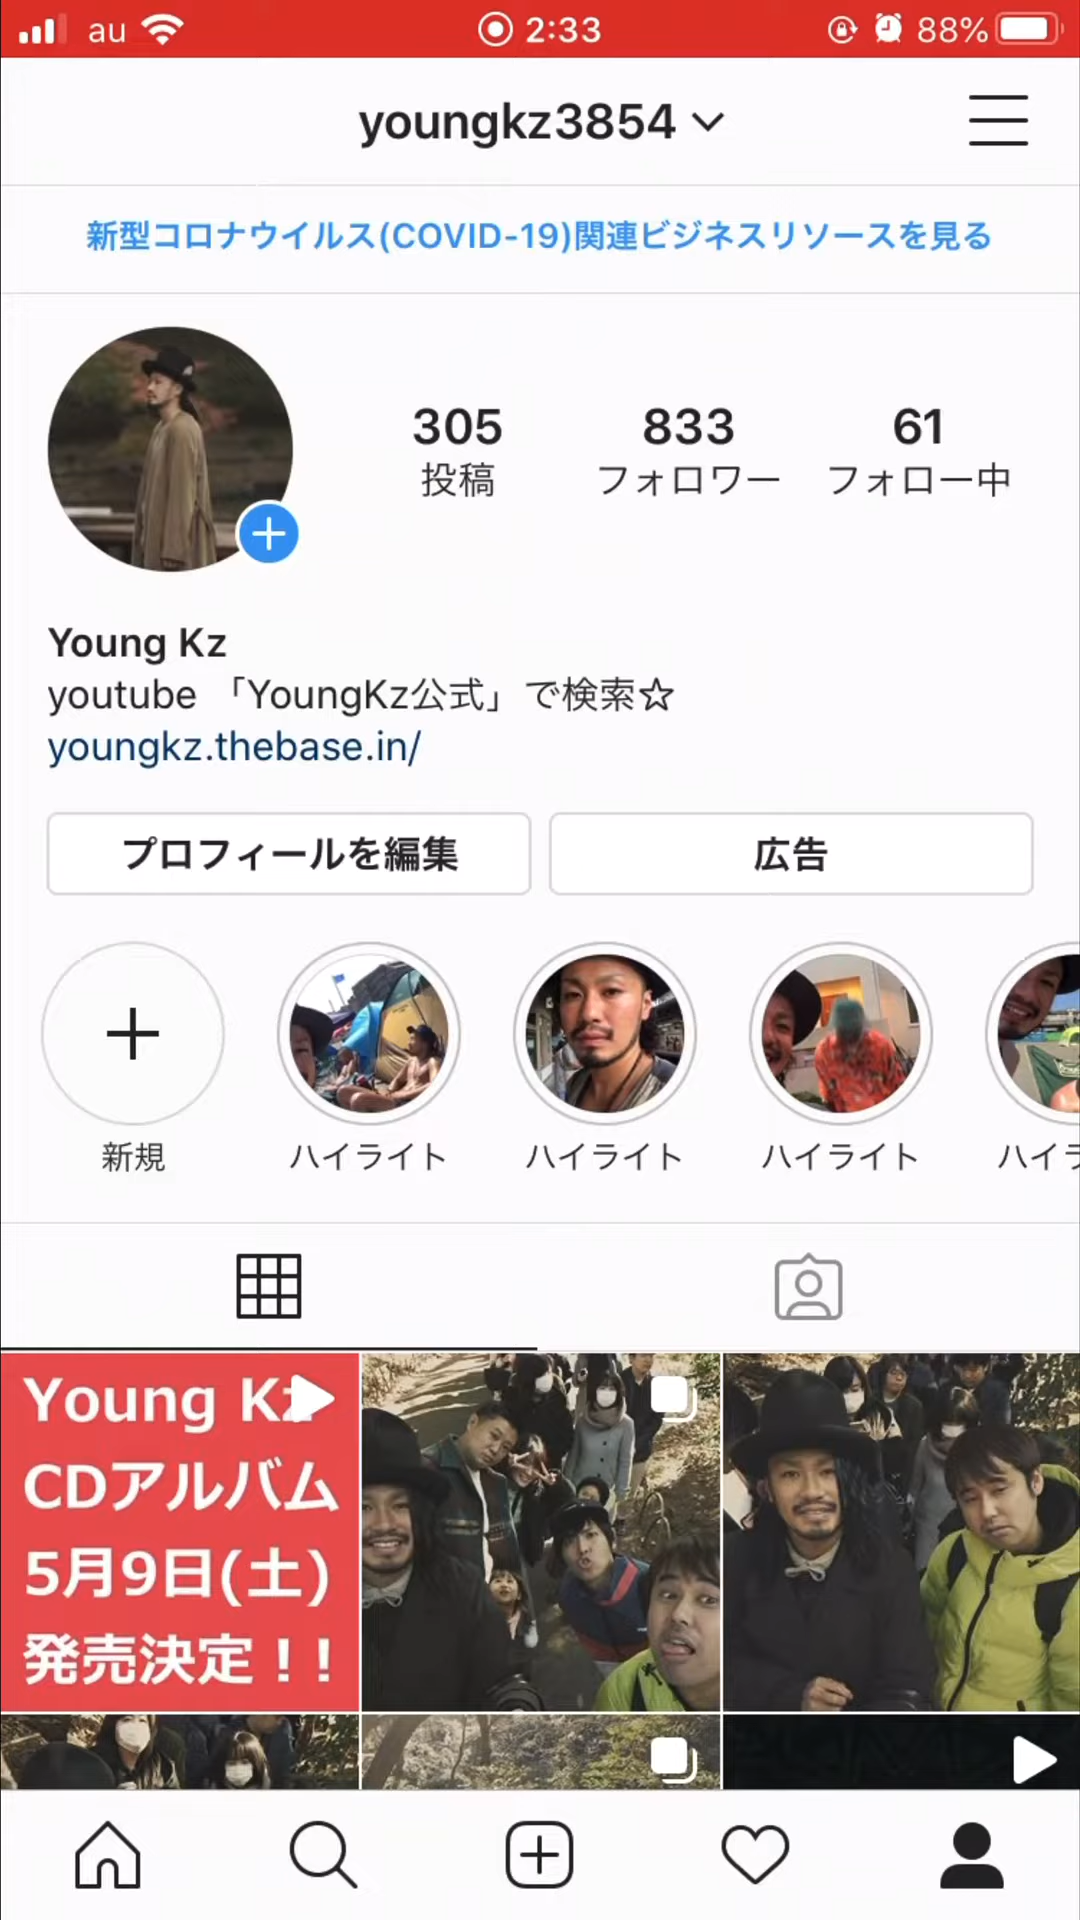 au 2:33 88%
youngkz3854
新型コロナウイルス(COVID-19)関連ビジネスリソースを見る
305 833 61
投稿 フォロワー フォロー中
Young Kz
youtube 「YoungKz公式」で検索☆
youngkz.thebase.in/
プロフィールを編集 広告
新規 ハイライト ハイライト ハイライト ハイラ
Young Kz
CDアルバム
5月9日(土)
発売決定！！